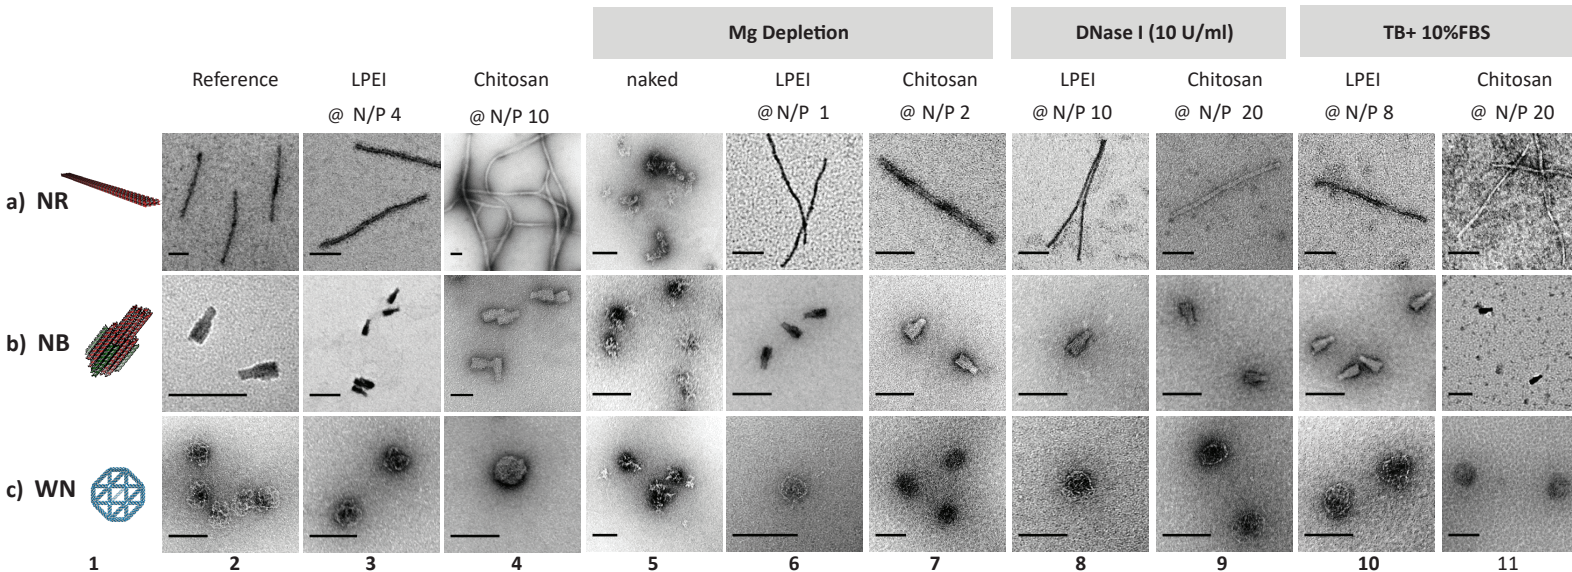 Mg Depletion DNase I (10 U/ml) TB+ 10%FBS
Reference LPEI Chitosan naked LPEI Chitosan LPEI Chitosan LPEI Chitosan
@ N/P 4 @ N/P 10 @ N/P 1 @ N/P 2 @ N/P 10 @ N/P 20 @ N/P 8 @ N/P 20
a) NR
b) NB
c) WN
1 2 3 4 5 6 7 8 9 10 11